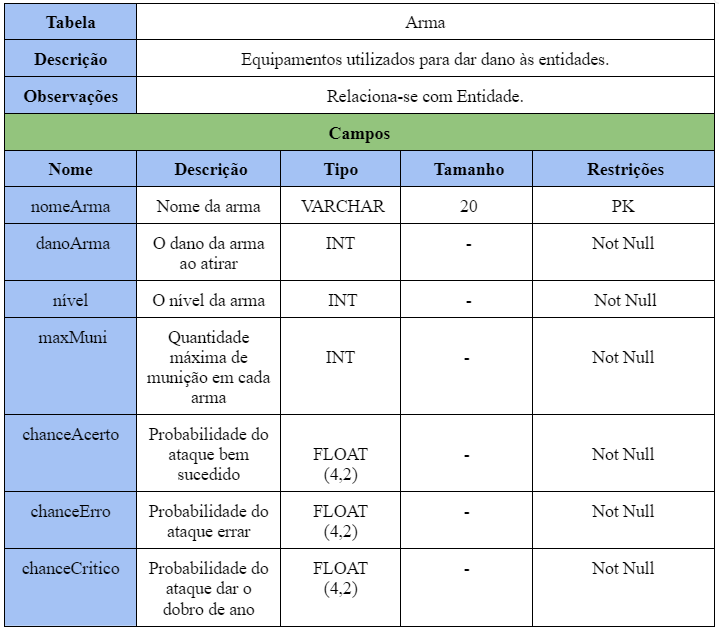 Tabela Arma
Descrição Equipamentos utilizados para dar dano às entidades.
Observações Relaciona-se com Entidade.
Campos
Nome Descrição Tipo Tamanho Restrições
nomeArma Nome da arma VARCHAR 20 PK
danoArma O dano da arma INT - Not Null
ao atirar
nível O nível da arma INT - Not Null
maxMuni Quantidade
máxima de INT - Not Null
munição em cada
arma
chanceAcerto Probabilidade do
ataque bem FLOAT - Not Null
sucedido (4,2)
chanceErro Probabilidade do FLOAT - Not Null
ataque errar (4,2)
chanceCritico Probabilidade do FLOAT - Not Null
ataque dar o (4,2)
dobro de ano